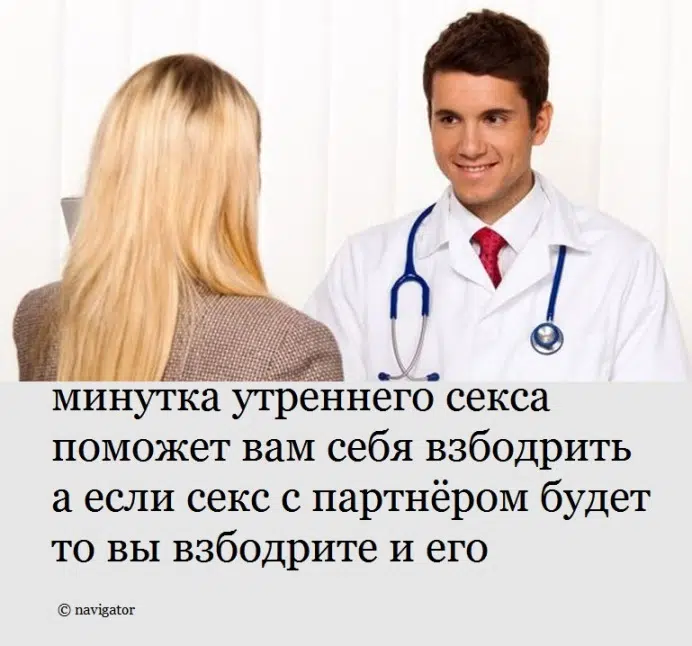 минутка утреннего секса
поможет вам себя взбодрить
а если секс с партнёром будет
то вы взбодрите и его
© navigator